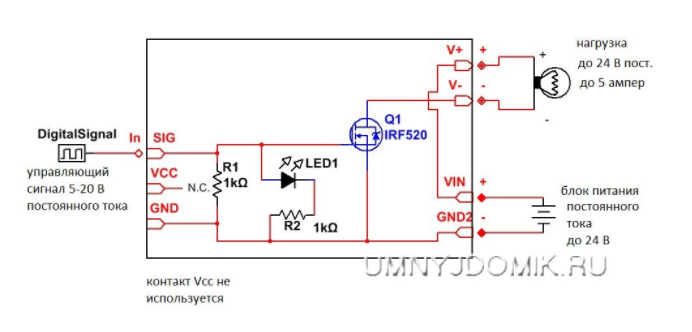 нагрузка
до 24 В пост.
до 5 ампер
V+
+
+
V-
-
-
Q1
IRF520
DigitalSignal
In
SIG
управляющий
сигнал 5-20 В
постоянного тока
VCC
N.C.
GND
R1
1kΩ
LED1
R2
1kΩ
VIN
+
GND2
-
блок питания
постоянного
тока
до 24 В
контакт Vcc не
используется
UMNYJDOMIK.RU